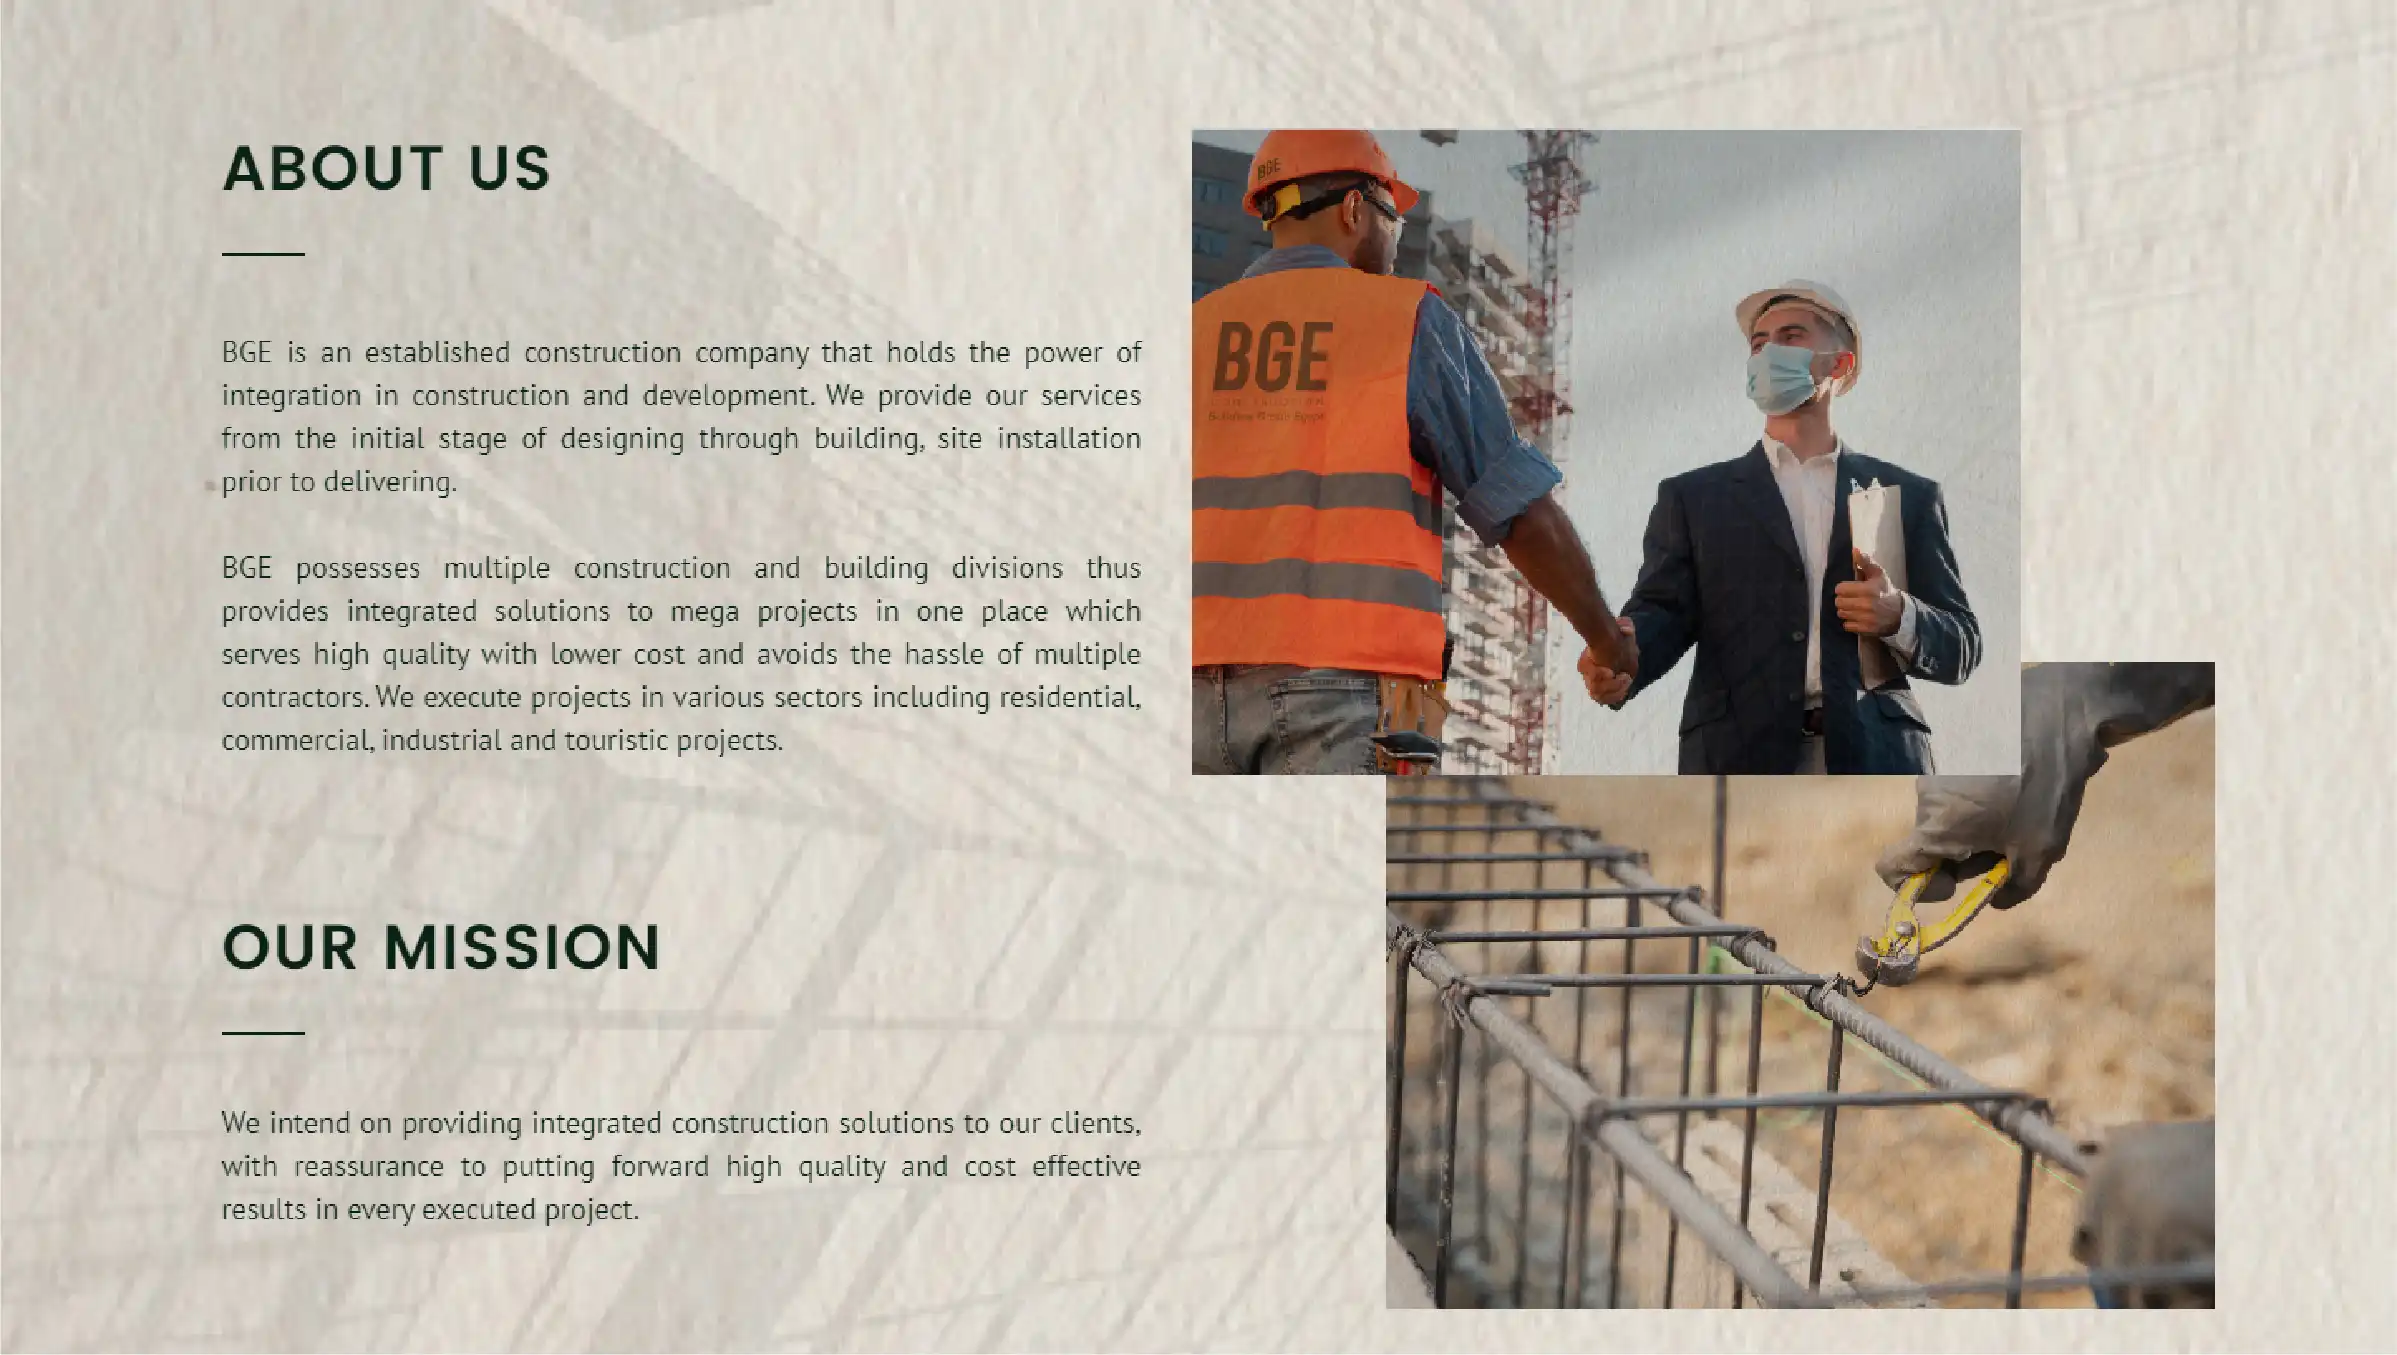 ABOUT US
BGE is an established construction company that holds the power of
integration in construction and development. We provide our services
from the initial stage of designing through building, site installation
prior to delivering.
BGE possesses multiple construction and building divisions thus
provides integrated solutions to mega projects in one place which
serves high quality with lower cost and avoids the hassle of multiple
contractors. We execute projects in various sectors including residential,
commercial, industrial and touristic projects.
OUR MISSION
We intend on providing integrated construction solutions to our clients,
with reassurance to putting forward high quality and cost effective
results in every executed project.
BGE
BGE
Building Group Egypt